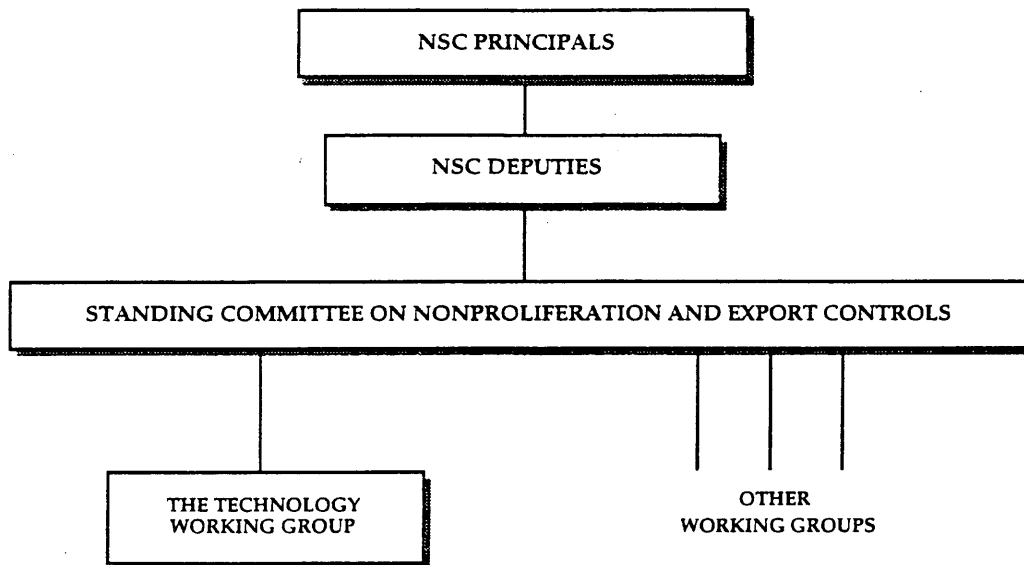 NSC PRINCIPALS
NSC DEPUTIES
STANDING COMMITTEE ON NONPROLIFERATION AND EXPORT CONTROLS
THE TECHNOLOGY
WORKING GROUP
OTHER
WORKING GROUPS